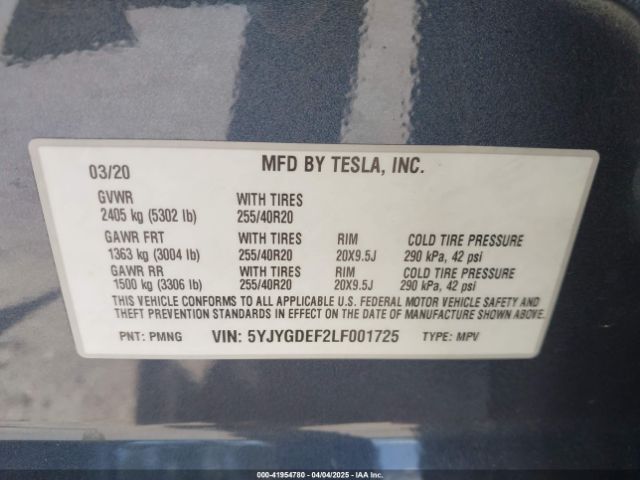 03/20 MFD BY TESLA, INC.
GVWR WITH TIRES
2405 kg (5302 lb) 255/40R20
GAWR FRT WITH TIRES RIM COLD TIRE PRESSURE
1363 kg (3004 lb) 255/40R20 20X9.5J 290 kPa, 42 psi
GAWR RR WITH TIRES RIM COLD TIRE PRESSURE
1500 kg (3306 lb) 255/40R20 20X9.5J 290 kPa, 42 psi
THIS VEHICLE CONFORMS TO ALL APPLICABLE U.S. FEDERAL MOTOR VEHICLE SAFETY AND
THEFT PREVENTION STANDARDS IN EFFECT ON THE DATE OF MANUFACTURE SHOWN ABOVE.
PNT: PMNG VIN: 5YJYGDEF2LF001725 TYPE: MPV
000-41954780 - 04/04/2025 - IAA Inc.